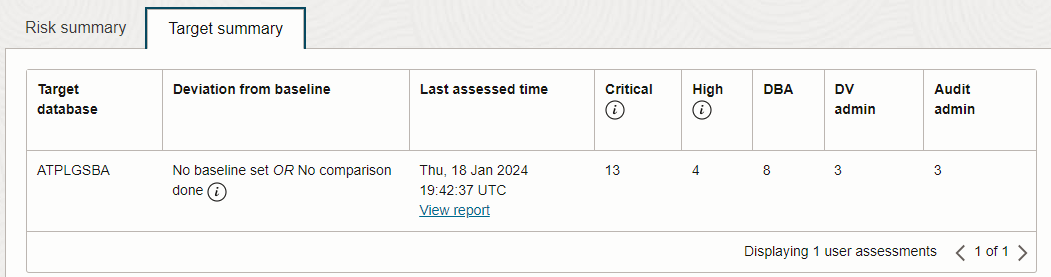 Risk summary Target summary
Target database Deviation from baseline Last assessed time Critical i High i DBA DV admin Audit admin
ATPLGSBA No baseline set OR No comparison done i Thu, 18 Jan 2024 19:42:37 UTC View report 13 4 8 3 3
Displaying 1 user assessments 1 of 1